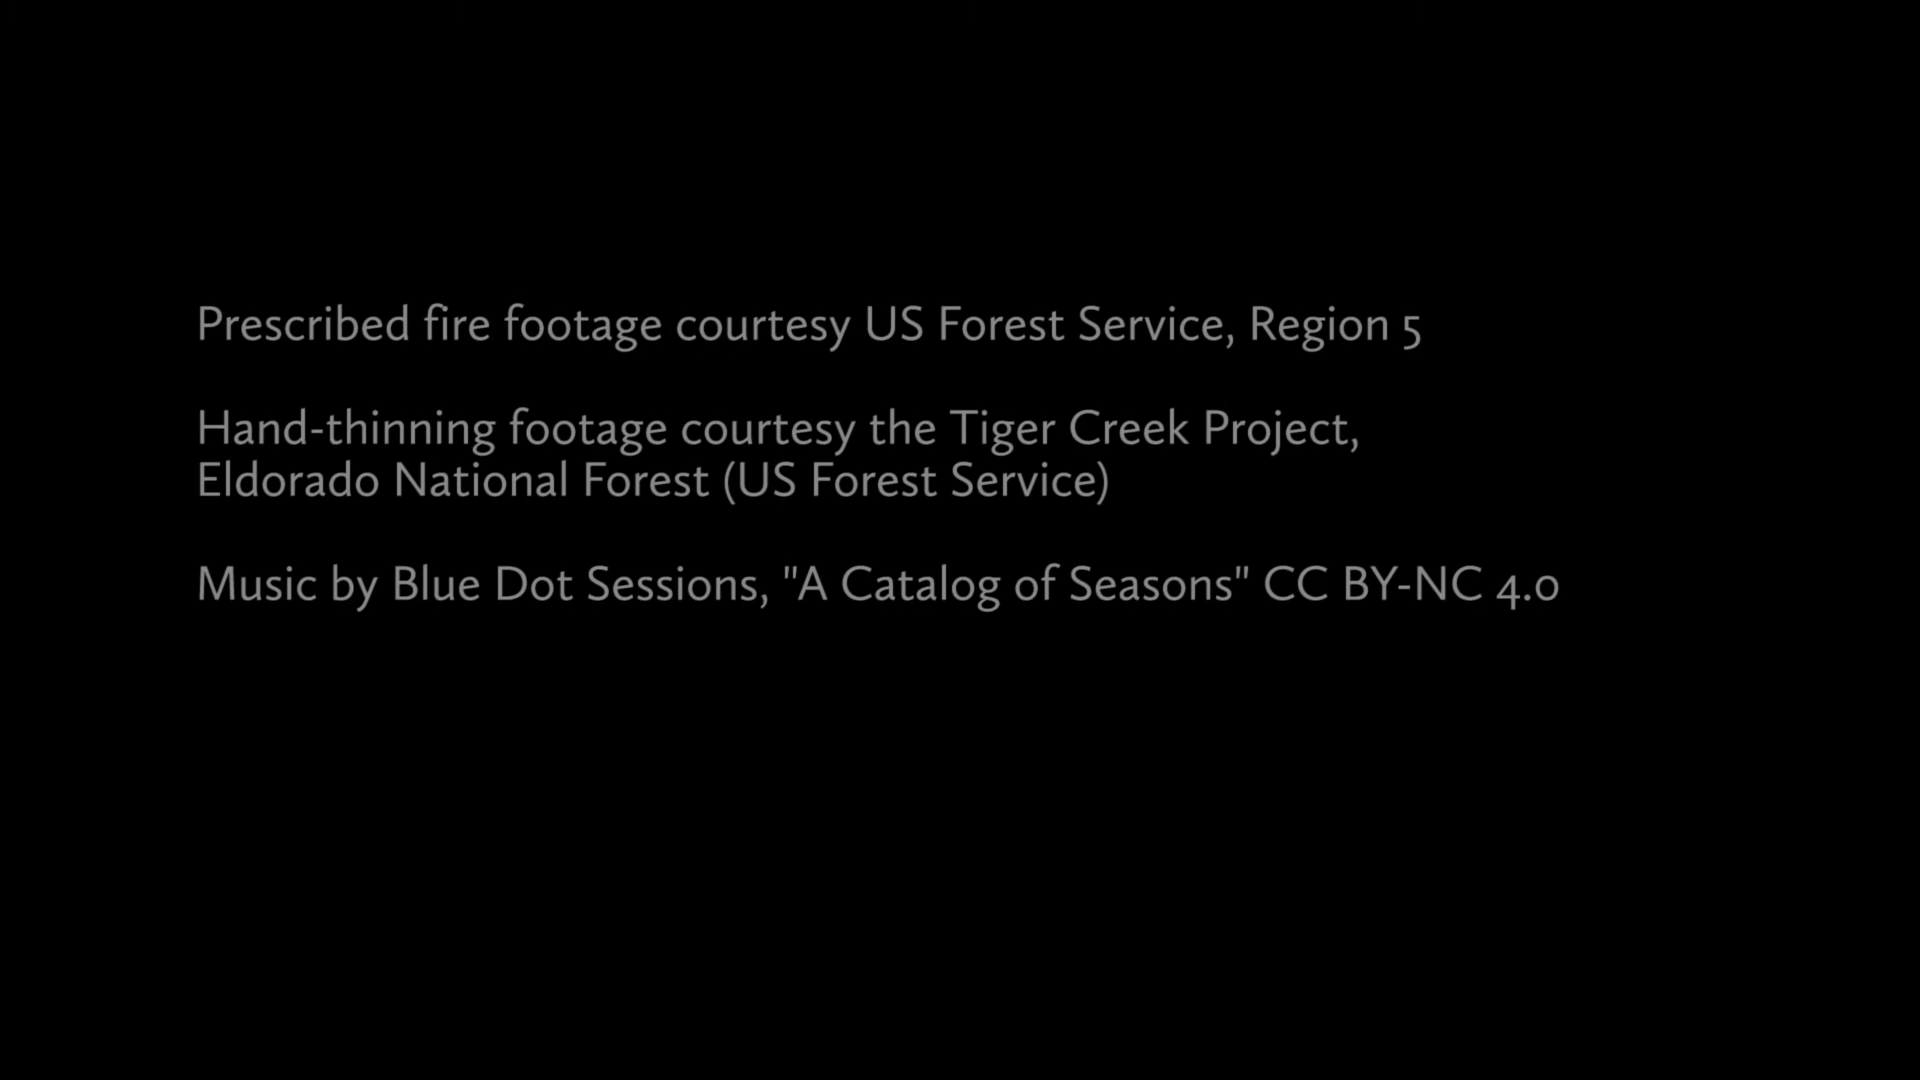 Prescribed fire footage courtesy US Forest Service, Region 5
Hand-thinning footage courtesy the Tiger Creek Project,
Eldorado National Forest (US Forest Service)
Music by Blue Dot Sessions, "A Catalog of Seasons" CC BY-NC 4.0